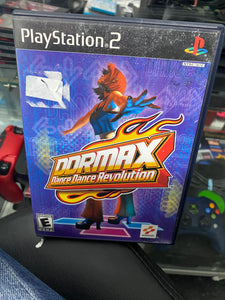 PlayStation 2
DDRMAX
Dance Dance Revolution
E
KONAMI